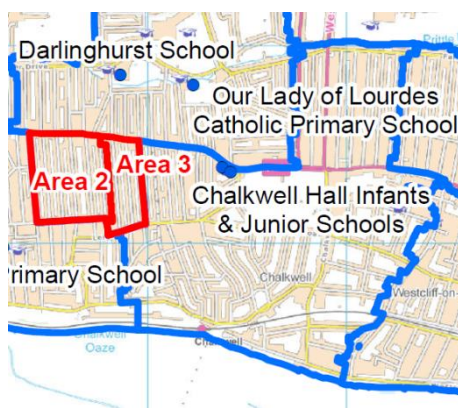 Darlinghurst School
Our Lady of Lourdes
Catholic Primary School
Area 2
Area 3
Chalkwell Hall Infants
& Junior Schools
Primary School
Chalkwell
Westcliff-on-
Chalkwell
Oaze
Chalkwell